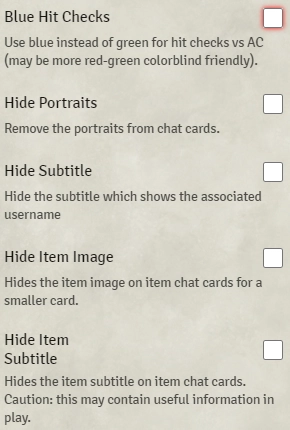 Blue Hit Checks
Use blue instead of green for hit checks vs AC
(may be more red-green colorblind friendly).
Hide Portraits
Remove the portraits from chat cards.
Hide Subtitle
Hide the subtitle which shows the associated
username
Hide Item Image
Hides the item image on item chat cards for a
smaller card.
Hide Item
Subtitle
Hides the item subtitle on item chat cards.
Caution: this may contain useful information in
play.